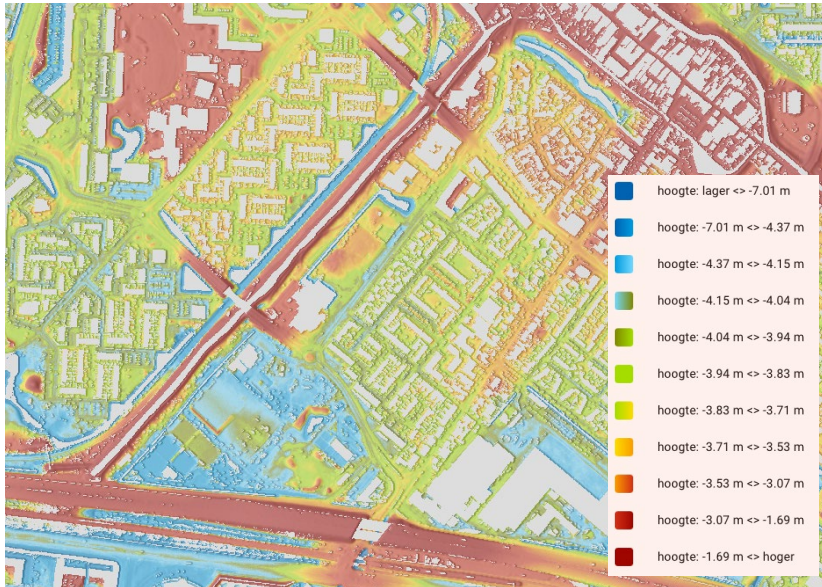 hoogte: lager <> -7.01 m
hoogte: -7.01 m <> -4.37 m
hoogte: -4.37 m <> -4.15 m
hoogte: -4.15 m <> -4.04 m
hoogte: -4.04 m <> -3.94 m
hoogte: -3.94 m <> -3.83 m
hoogte: -3.83 m <> -3.71 m
hoogte: -3.71 m <> -3.53 m
hoogte: -3.53 m <> -3.07 m
hoogte: -3.07 m <> -1.69 m
hoogte: -1.69 m <> hoger